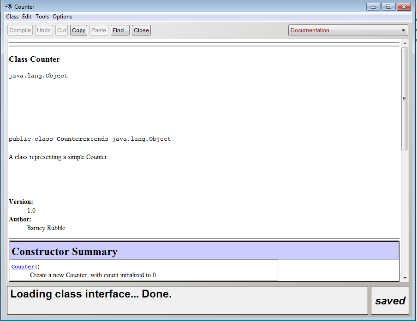 Counter
Class Edit Tools Options
Compile Undo Cut Copy Paste Find... Close Documentation
Class Counter
java.lang.Object
public class Counterextends java.lang.Object
A class representing a simple Counter
Version:
1.0
Author:
Barney Rubble
Constructor Summary
Counter()
Create a new Counter, with count initialized to 0
Loading class interface... Done.
saved